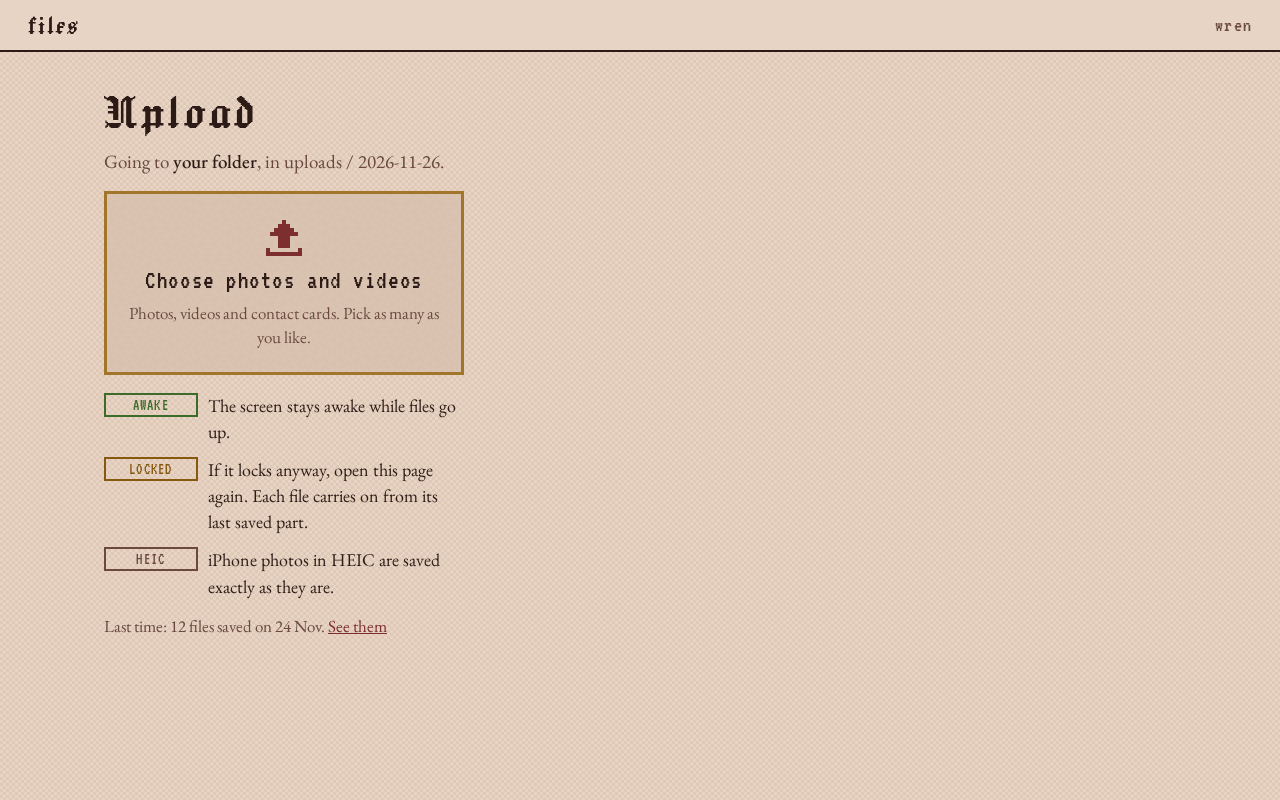 files
wren
Upload
Going to your folder, in uploads / 2026-11-26.
Choose photos and videos
Photos, videos and contact cards. Pick as many as
you like.
AWAKE
The screen stays awake while files go
up.
LOCKED
If it locks anyway, open this page
again. Each file carries on from its
last saved part.
HEIC
iPhone photos in HEIC are saved
exactly as they are.
Last time: 12 files saved on 24 Nov. See them